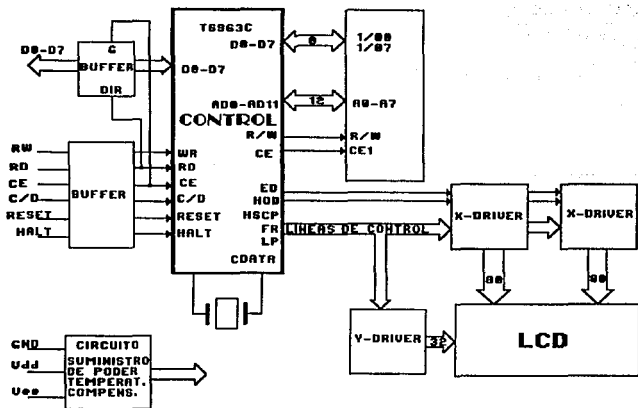 T6963C
D0-D7
G
BUFFER
DIR
D0-D7
D0-D7
8
1/00
1/07
AD0-AD11
12
A0-A7
CONTROL
R/W
R/W
CE
CE1
RW
RD
CE
C/D
RESET
HALT
BUFFER
WR
RD
CE
C/D
RESET
HALT
ED
HOD
HSCP
FR
LP
CDATA
LINEAS DE CONTROL
X-DRIVER
X-DRIVER
80
80
Y-DRIVER
32
LCD
GND
Vdd
Vee
CIRCUITO
SUMINISTRO
DE PODER
TEMPERAT.
COMPENS.